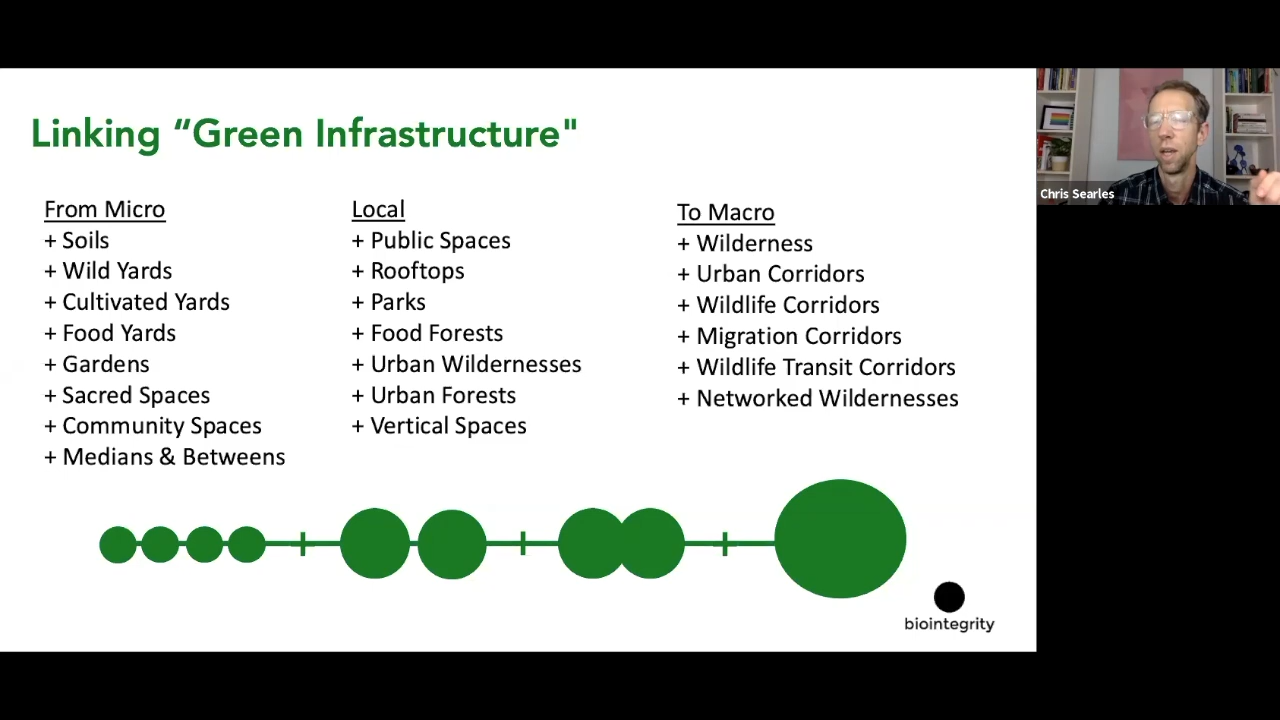 Linking “Green Infrastructure"
From Micro
+ Soils
+ Wild Yards
+ Cultivated Yards
+ Food Yards
+ Gardens
+ Sacred Spaces
+ Community Spaces
+ Medians & Betweens
Local
+ Public Spaces
+ Rooftops
+ Parks
+ Food Forests
+ Urban Wildernesses
+ Urban Forests
+ Vertical Spaces
To Macro
+ Wilderness
+ Urban Corridors
+ Wildlife Corridors
+ Migration Corridors
+ Wildlife Transit Corridors
+ Networked Wildernesses
biointegrity
Chris Searles